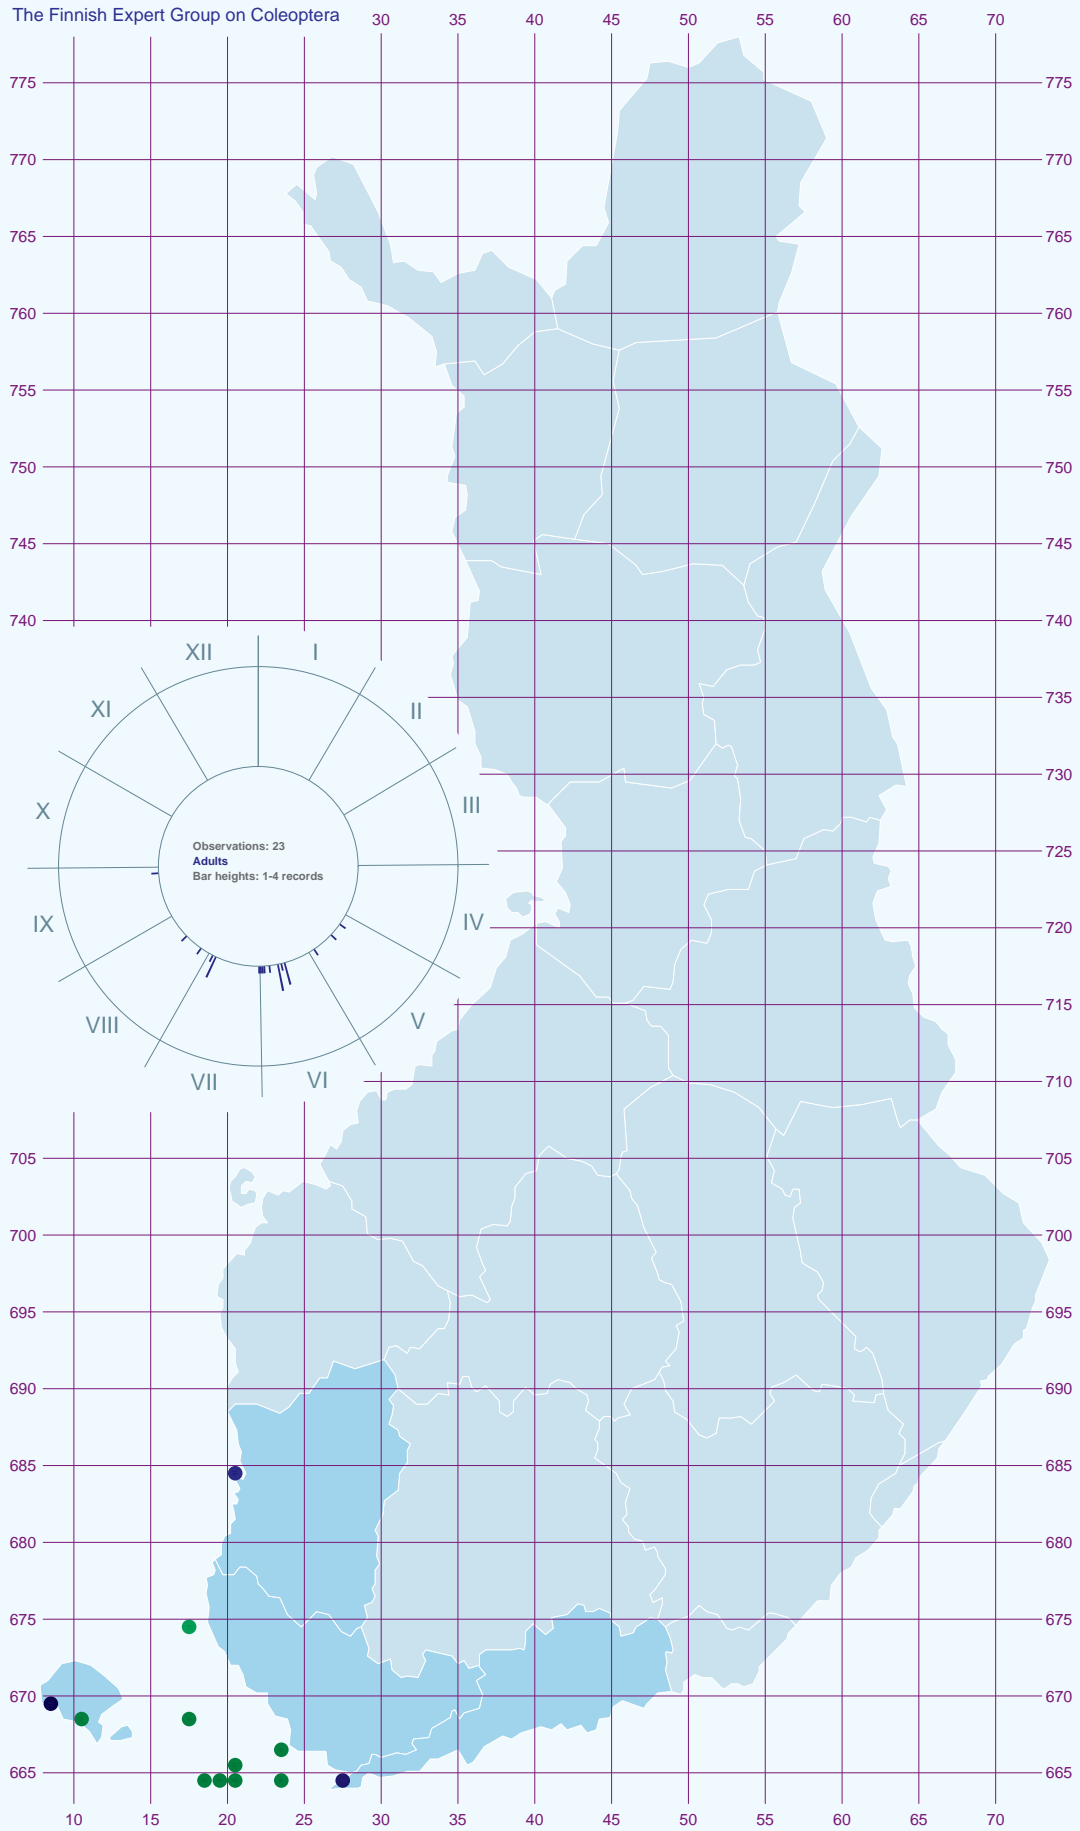 The Finnish Expert Group on Coleoptera
30 35 40 45 50 55 60 65 70
775 775
770 770
765 765
760 760
755 755
750 750
745 745
740 740
XII I
XI II
735
730
X III
725
Observations: 23
Adults
Bar heights: 1-4 records
IX IV
720
VIII V
715
VII VI
710
705 705
700 700
695 695
690 690
685 685
680 680
675 675
670 670
665 665
10 15 20 25 30 35 40 45 50 55 60 65 70